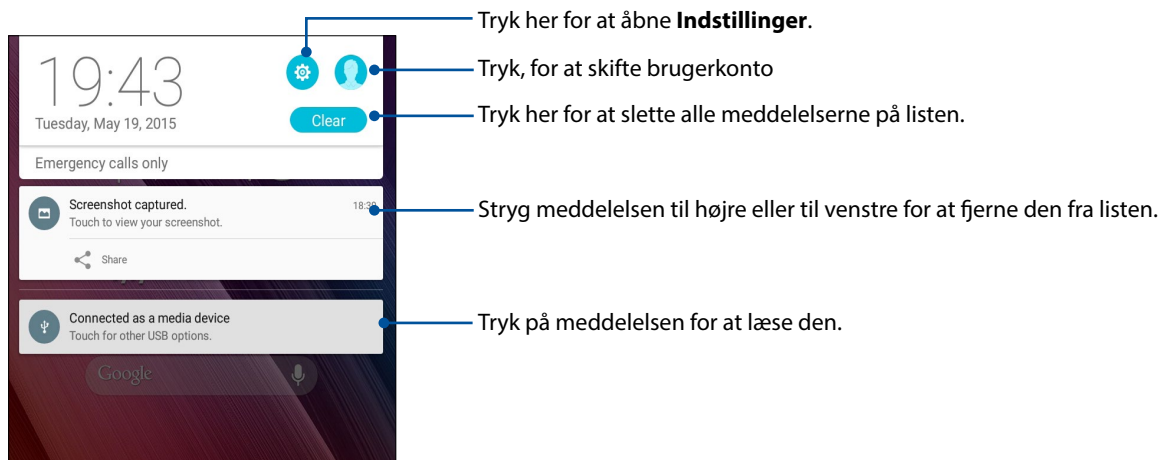 Tryk her for at åbne Indstillinger.
19:43
Tryk, for at skifte brugerkonto
Tuesday, May 19, 2015
Clear
Tryk her for at slette alle meddelelserne på listen.
Emergency calls only
Screenshot captured.
18:39
Stryg meddelelsen til højre eller til venstre for at fjerne den fra listen.
Touch to view your screenshot.
Share
Connected as a media device
Tryk på meddelelsen for at læse den.
Touch for other USB options.
Google